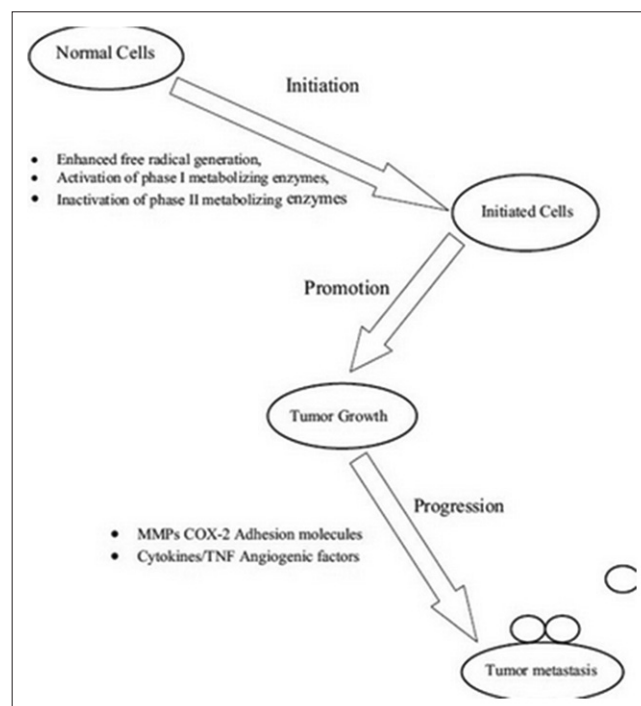 Normal Cells
Initiation
• Enhanced free radical generation,
• Activation of phase I metabolizing enzymes,
• Inactivation of phase II metabolizing enzymes
Initiated Cells
Promotion
Tumor Growth
Progression
• MMPs COX-2 Adhesion molecules
• Cytokines/TNF Angiogenic factors
Tumor metastasis